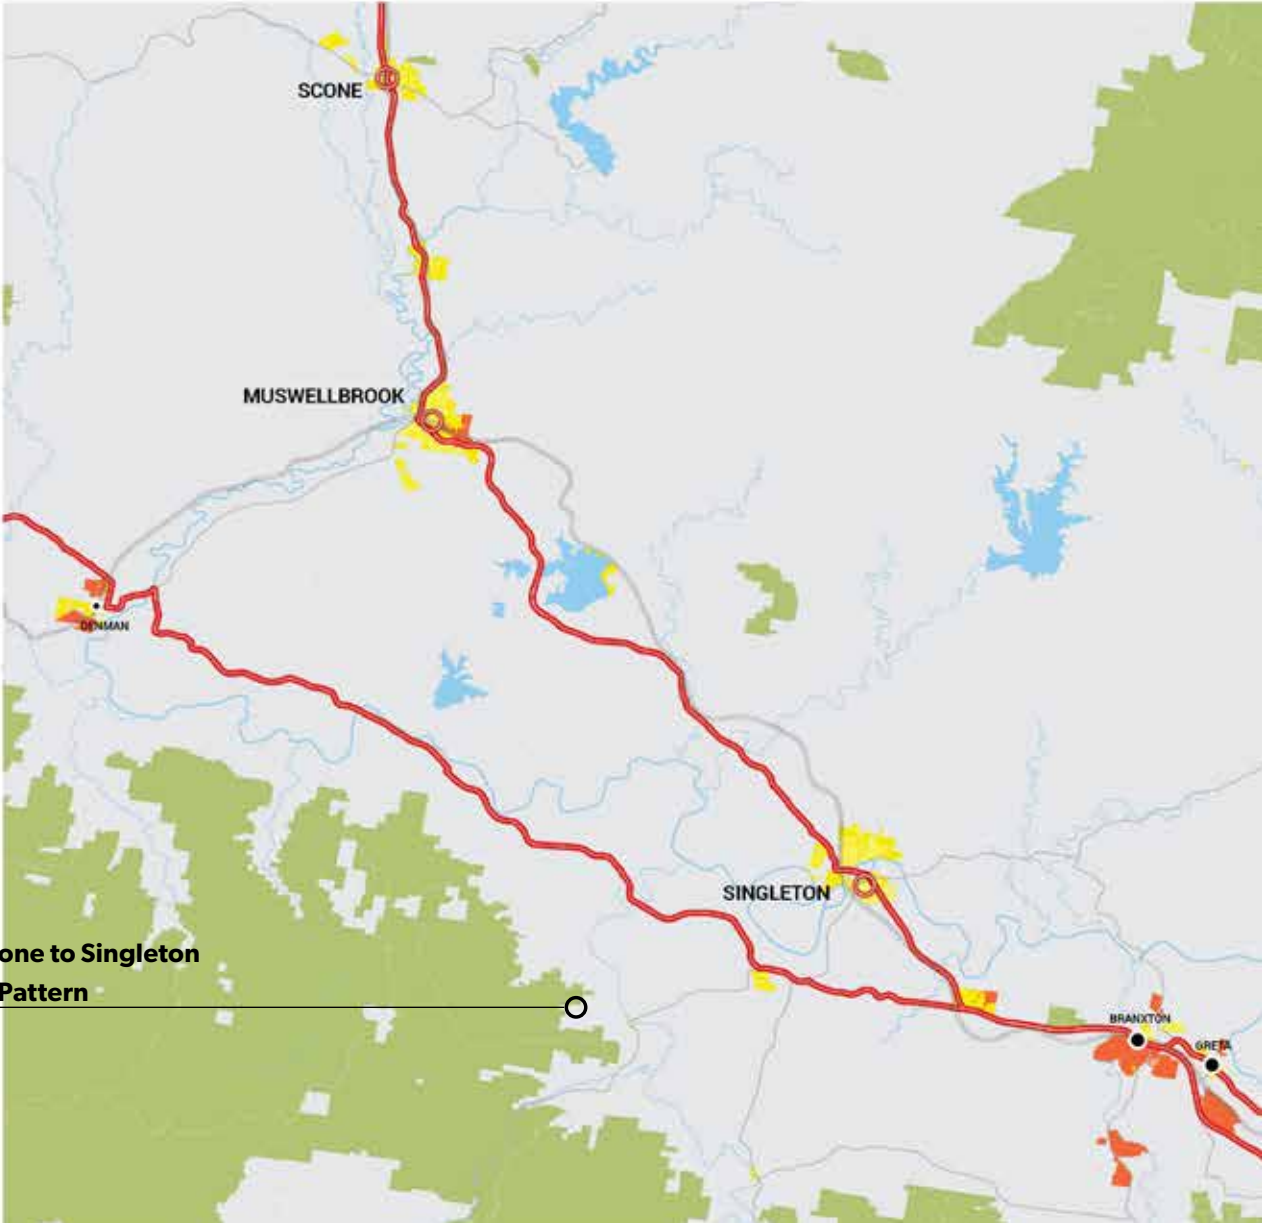 SCONE
MUSWELLBROOK
DENMAN
SINGLETON
one to Singleton
Pattern
BRANXTON
GRETA